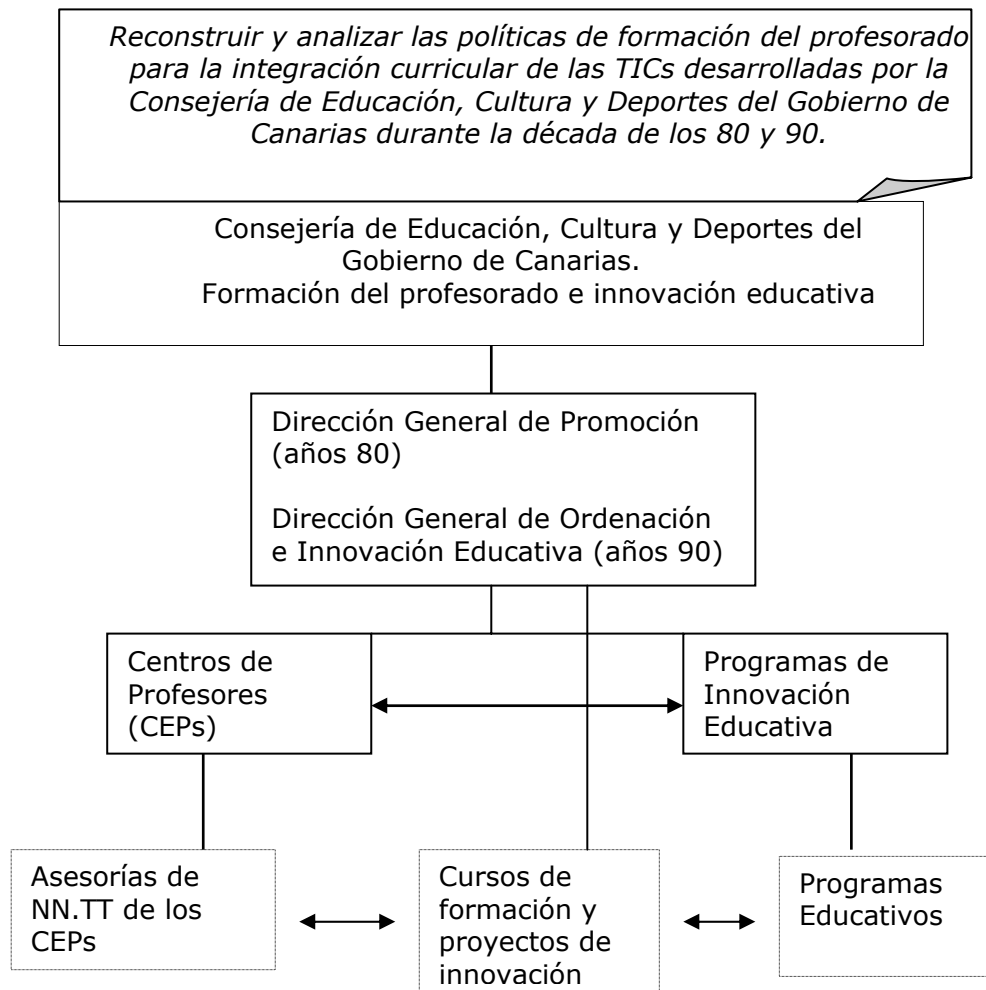 Reconstruir y analizar las políticas de formación del profesorado
para la integración curricular de las TICs desarrolladas por la
Consejería de Educación, Cultura y Deportes del Gobierno de
Canarias durante la década de los 80 y 90.
Consejería de Educación, Cultura y Deportes del
Gobierno de Canarias.
Formación del profesorado e innovación educativa
Dirección General de Promoción
(años 80)
Dirección General de Ordenación
e Innovación Educativa (años 90)
Centros de
Profesores
(CEPs)
Programas de
Innovación
Educativa
Asesorías de
NN.TT de los
CEPs
Cursos de
formación y
proyectos de
innovación
Programas
Educativos